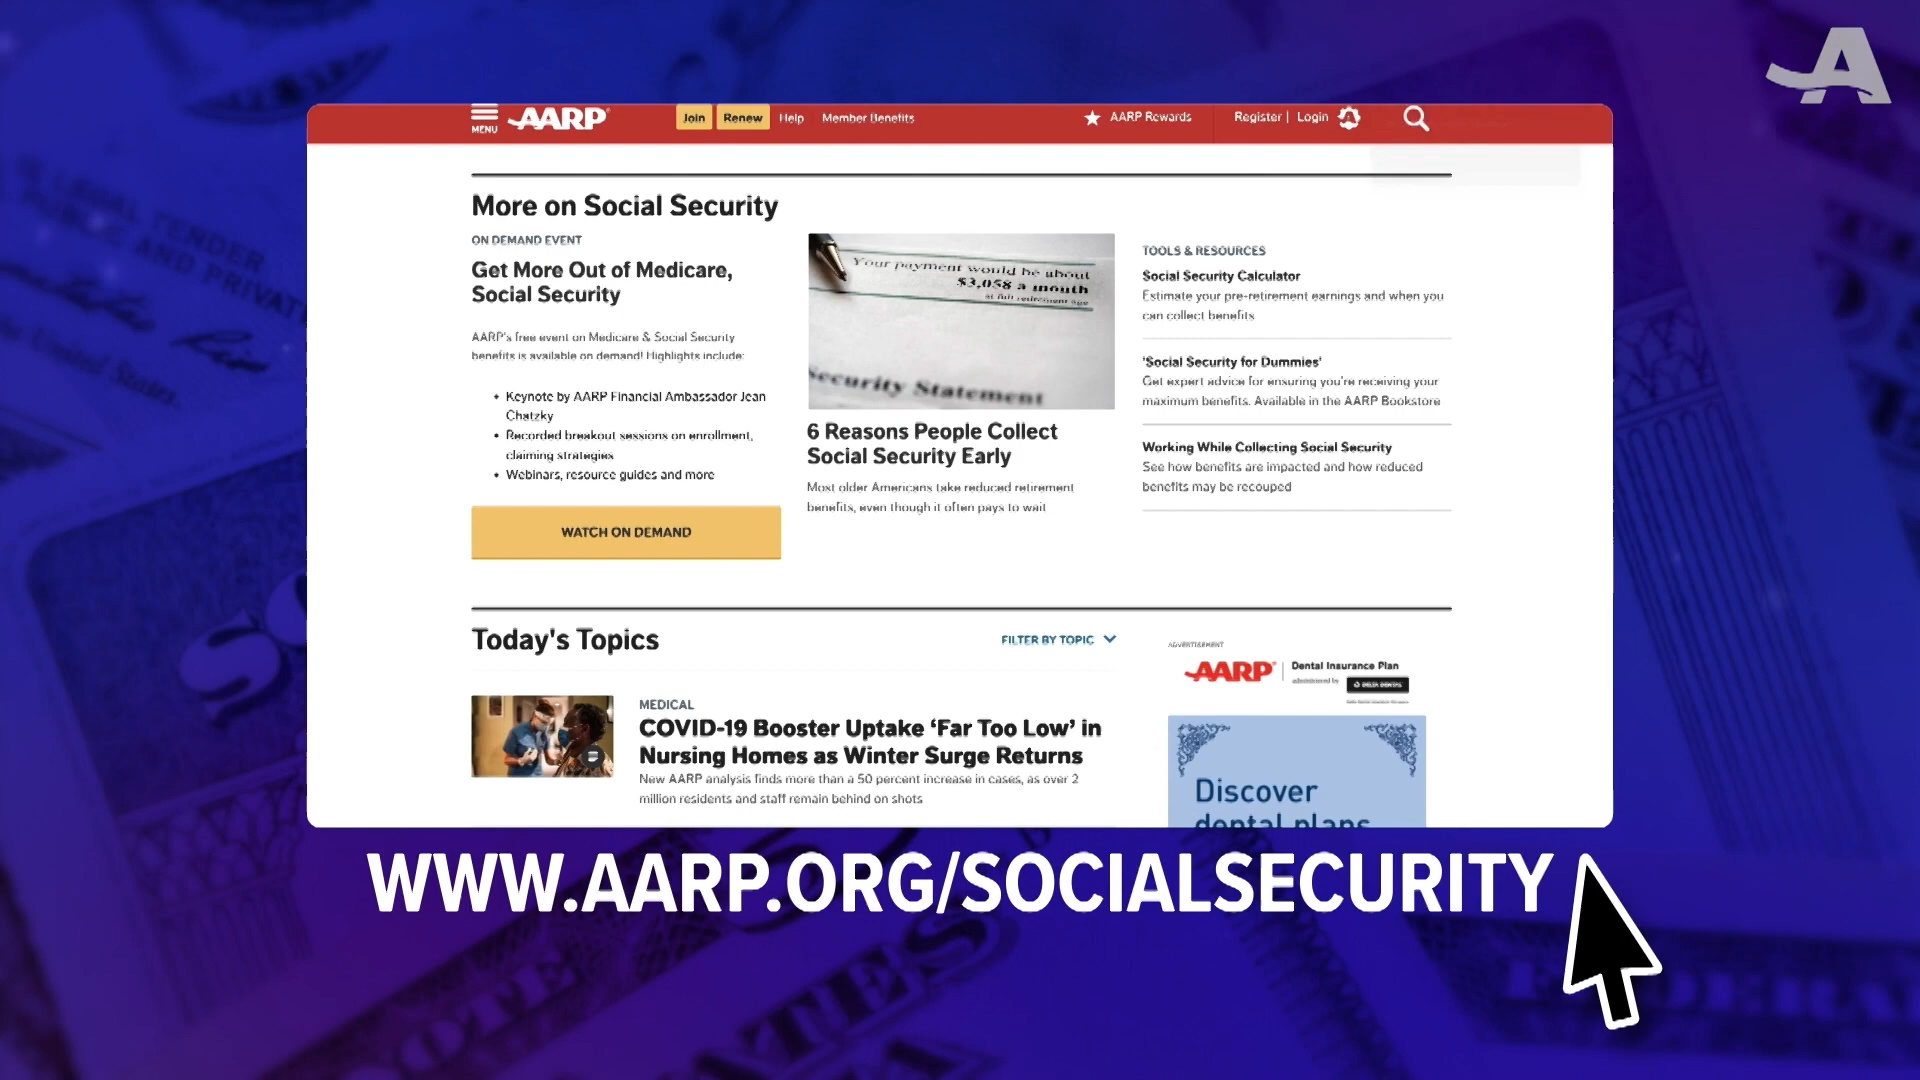 A
MENU
AARP
Join
Renew
Help
Member Benefits
AARP Rewards
Register | Login
More on Social Security
ON DEMAND EVENT
Get More Out of Medicare,
Social Security
AARP's free event on Medicare & Social Security
benefits is available on demand! Highlights include:
• Keynote by AARP Financial Ambassador Jean
Chatzky
• Recorded breakout sessions on enrollment,
claiming strategies
• Webinars, resource guides and more
WATCH ON DEMAND
Your payment would be about
$3,058 a month
at full retirement age
Security Statement
6 Reasons People Collect
Social Security Early
Most older Americans take reduced retirement
benefits, even though it often pays to wait
TOOLS & RESOURCES
Social Security Calculator
Estimate your pre-retirement earnings and when you
can collect benefits
'Social Security for Dummies'
Get expert advice for ensuring you're receiving your
maximum benefits. Available in the AARP Bookstore
Working While Collecting Social Security
See how benefits are impacted and how reduced
benefits may be recouped
Today's Topics
FILTER BY TOPIC
MEDICAL
COVID-19 Booster Uptake ‘Far Too Low’ in
Nursing Homes as Winter Surge Returns
New AARP analysis finds more than a 50 percent increase in cases, as over 2
million residents and staff remain behind on shots
ADVERTISEMENT
AARP
Dental Insurance Plan
administered by
DELTA DENTAL
Discover
dental plans
WWW.AARP.ORG/SOCIALSECURITY